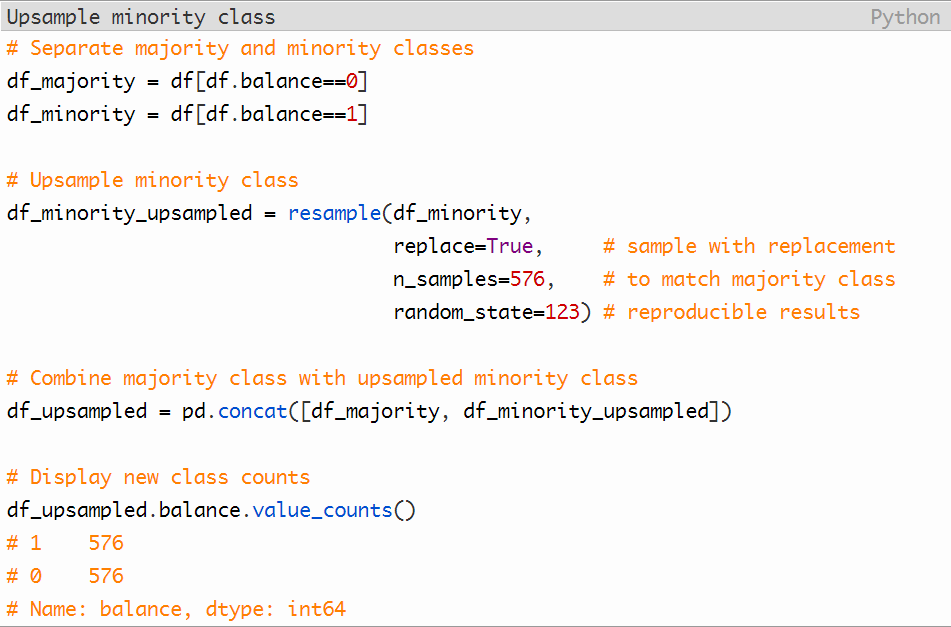 Upsample minority class Python
# Separate majority and minority classes
df_majority = df[df.balance==0]
df_minority = df[df.balance==1]

# Upsample minority class
df_minority_upsampled = resample(df_minority,
                                 replace=True,     # sample with replacement
                                 n_samples=576,    # to match majority class
                                 random_state=123) # reproducible results

# Combine majority class with upsampled minority class
df_upsampled = pd.concat([df_majority, df_minority_upsampled])

# Display new class counts
df_upsampled.balance.value_counts()
# 1    576
# 0    576
# Name: balance, dtype: int64